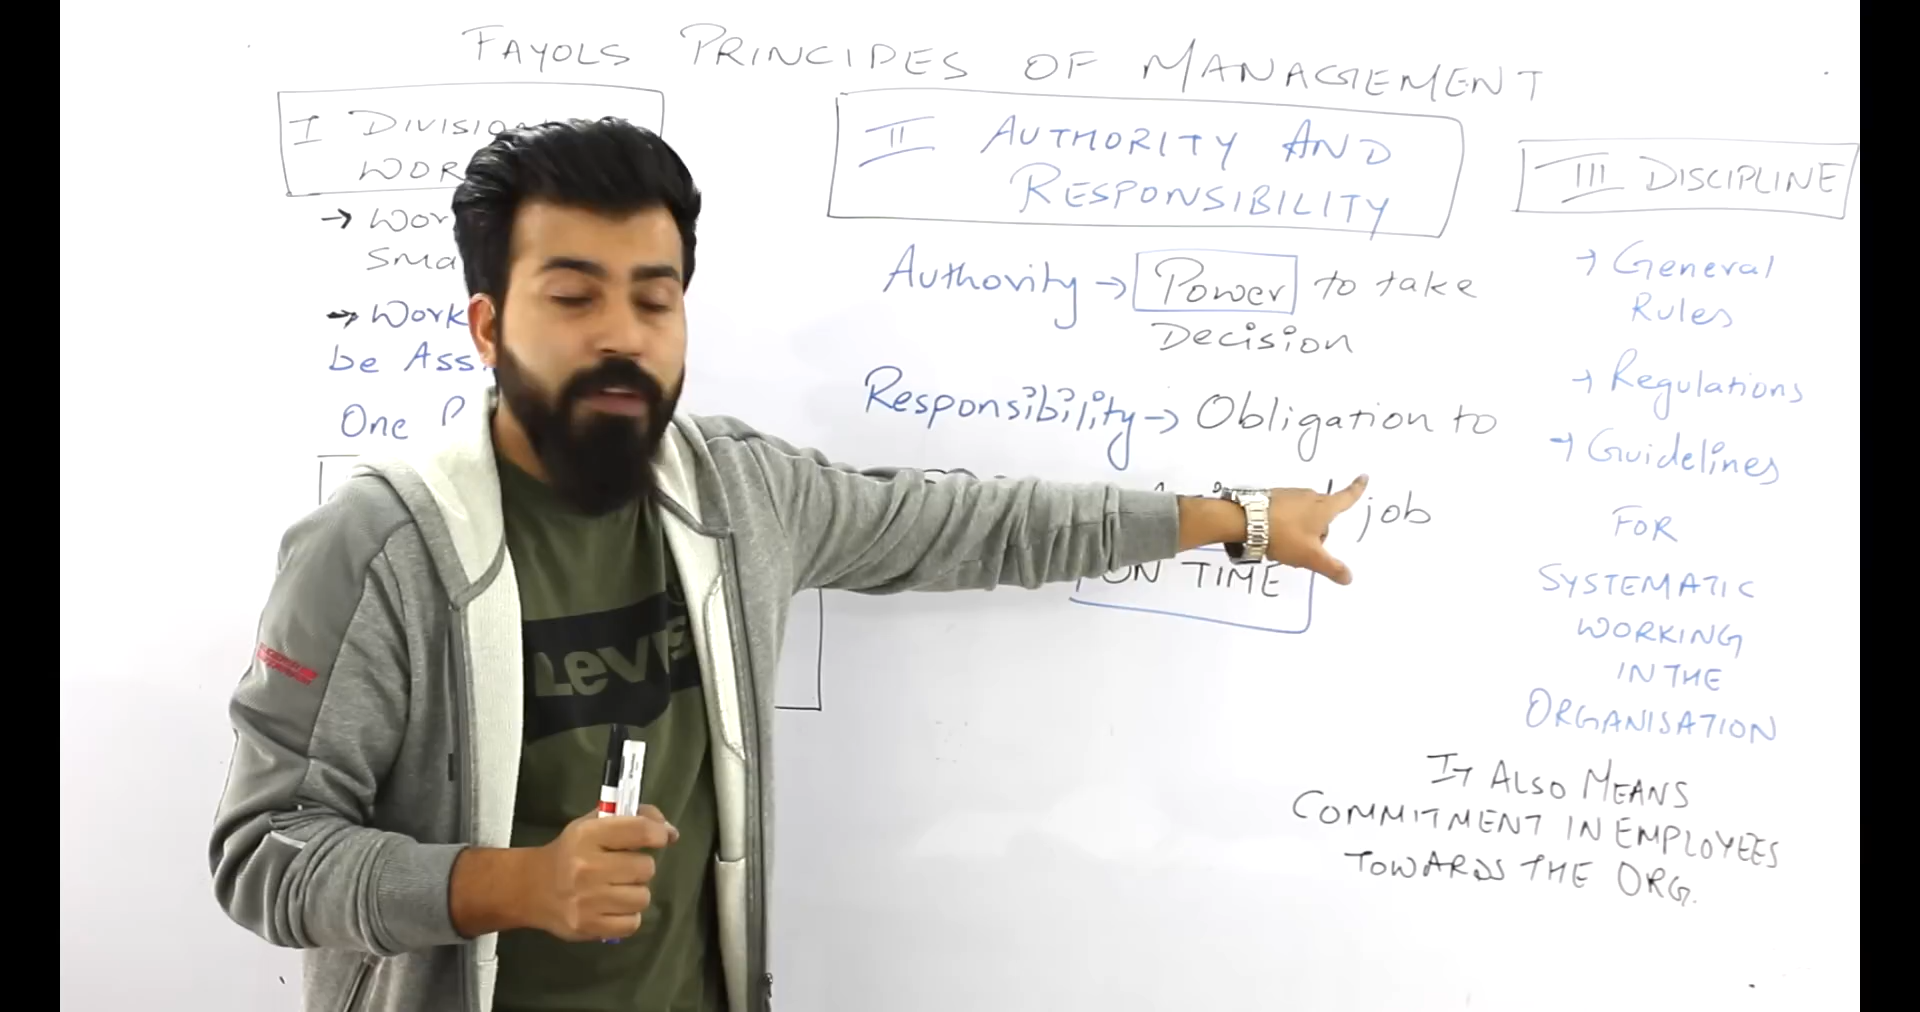 FAYOLS PRINCIPLES OF MANAGEMENT
I DIVISION
WOR
→ Wor
Sma
→ Work
be Ass
One P
II AUTHORITY AND
RESPONSIBILITY
Authority → Power to take
Decision
Responsibility → Obligation to
job
ON TIME
III DISCIPLINE
→ General
Rules
→ Regulations
→ Guidelines
FOR
SYSTEMATIC
WORKING
IN THE
ORGANISATION
IT ALSO MEANS
COMMITMENT IN EMPLOYEES
TOWARDS THE ORG.
Levi's